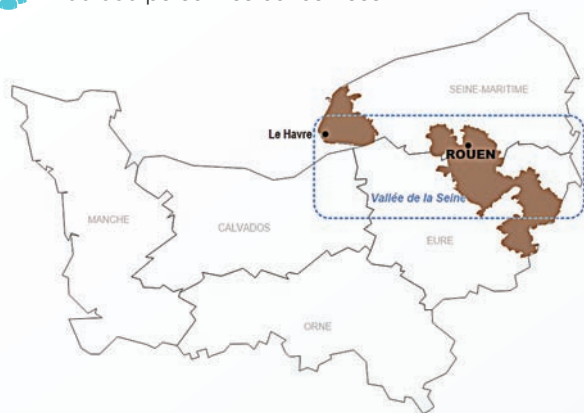 SEINE-MARITIME
Le Havre
ROUEN
Vallée de la Seine
MANCHE
CALVADOS
EURE
ORNE